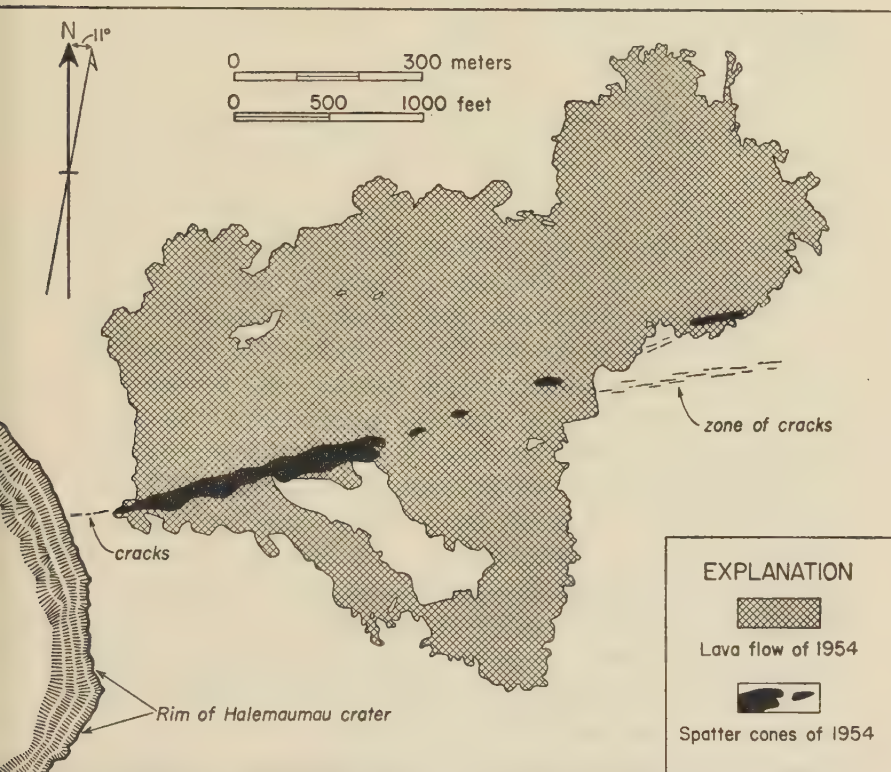 N
11°
0 300 meters
0 500 1000 feet
zone of cracks
cracks
Rim of Halemaumau crater
EXPLANATION
Lava flow of 1954
Spatter cones of 1954